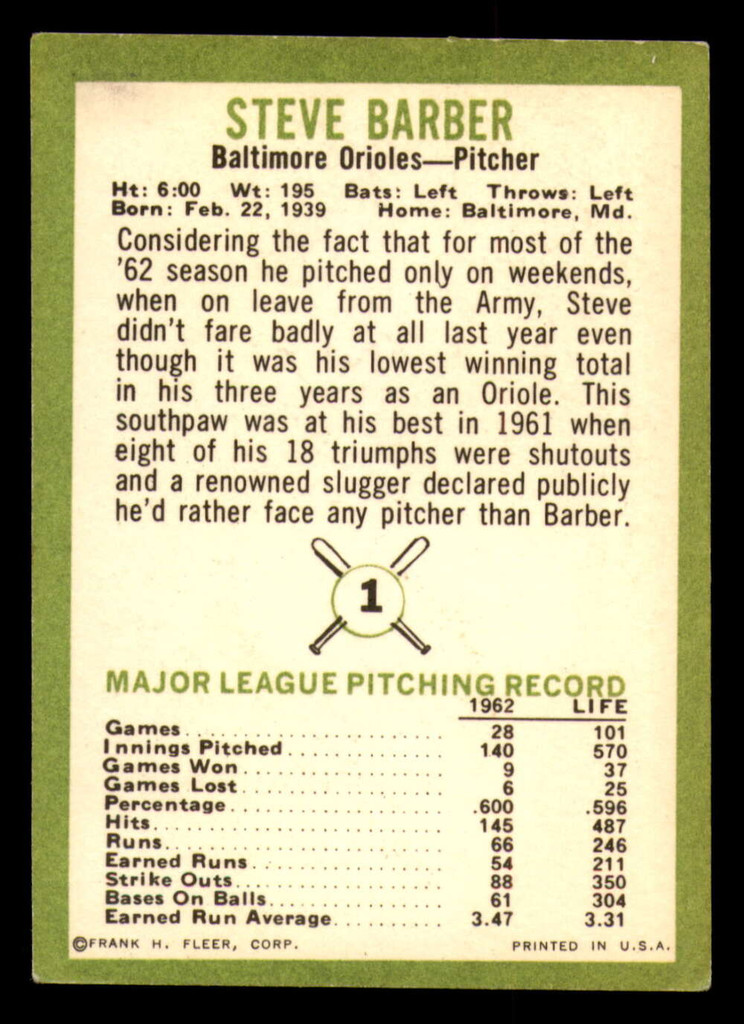 STEVE BARBER
Baltimore Orioles—Pitcher
Ht: 6:00 Wt: 195 Bats: Left Throws: Left
Born: Feb. 22, 1939 Home: Baltimore, Md.
Considering the fact that for most of the
'62 season he pitched only on weekends,
when on leave from the Army, Steve
didn't fare badly at all last year even
though it was his lowest winning total
in his three years as an Oriole. This
southpaw was at his best in 1961 when
eight of his 18 triumphs were shutouts
and a renowned slugger declared publicly
he'd rather face any pitcher than Barber.
1
MAJOR LEAGUE PITCHING RECORD
1962 LIFE
Games 28 101
Innings Pitched 140 570
Games Won 9 37
Games Lost 6 25
Percentage .600 .596
Hits 145 487
Runs 66 246
Earned Runs 54 211
Strike Outs 88 350
Bases On Balls 61 304
Earned Run Average 3.47 3.31
©FRANK H. FLEER, CORP. PRINTED IN U.S.A.